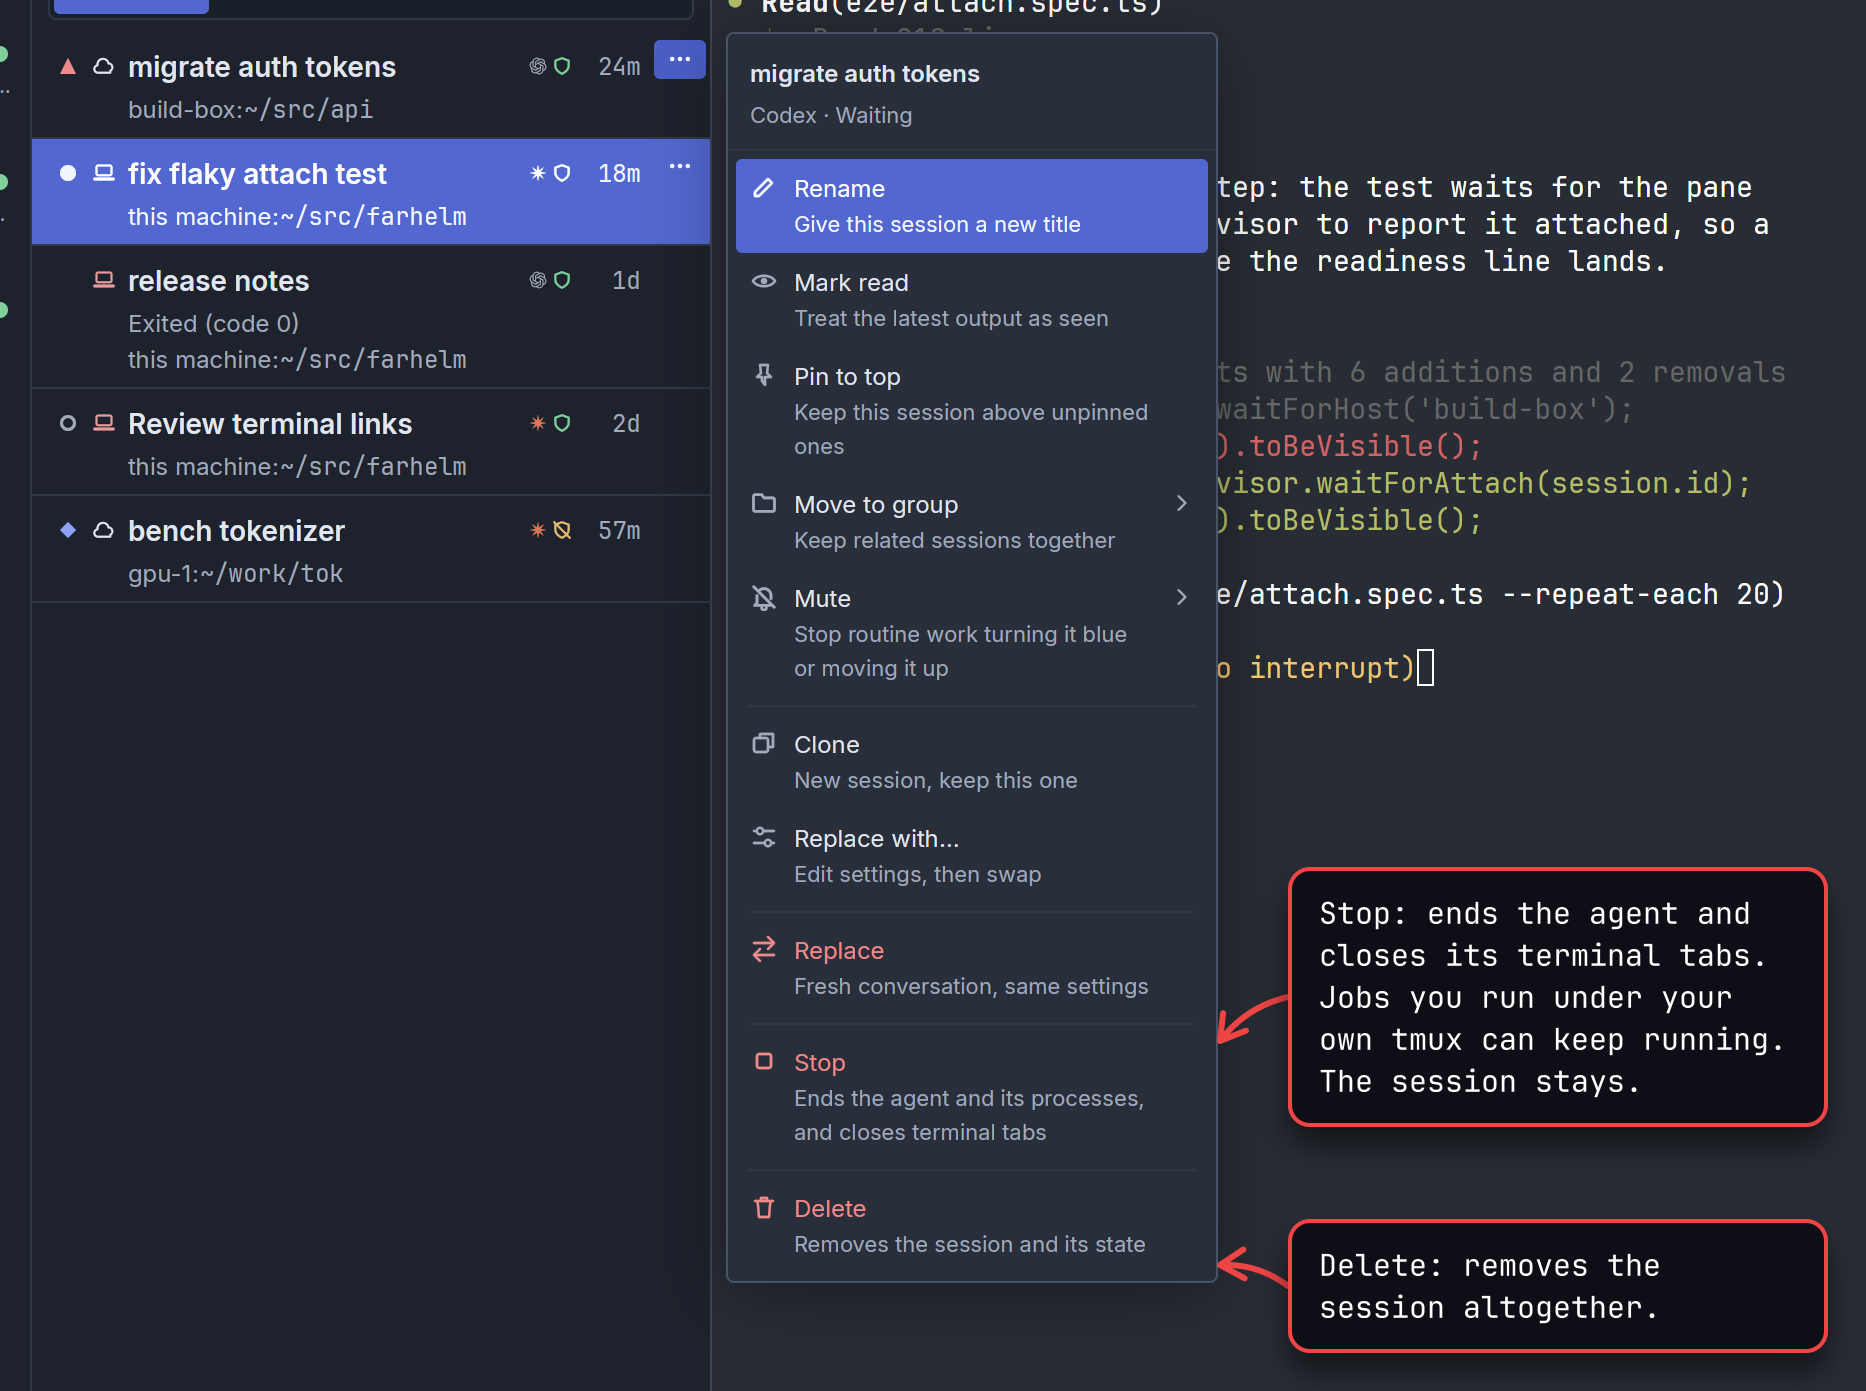 Read(e2e/attach.spec.ts)
migrate auth tokens
24m
build-box:~/src/api
fix flaky attach test
18m
this machine:~/src/farhelm
release notes
1d
Exited (code 0)
this machine:~/src/farhelm
Review terminal links
2d
this machine:~/src/farhelm
bench tokenizer
57m
gpu-1:~/work/tok
migrate auth tokens
Codex · Waiting
Rename
Give this session a new title
Mark read
Treat the latest output as seen
Pin to top
Keep this session above unpinned
ones
Move to group
Keep related sessions together
Mute
Stop routine work turning it blue
or moving it up
Clone
New session, keep this one
Replace with...
Edit settings, then swap
Replace
Fresh conversation, same settings
Stop
Ends the agent and its processes,
and closes terminal tabs
Delete
Removes the session and its state
tep: the test waits for the pane
visor to report it attached, so a
e the readiness line lands.
ts with 6 additions and 2 removals
waitForHost('build-box');
).toBeVisible();
visor.waitForAttach(session.id);
).toBeVisible();
e/attach.spec.ts --repeat-each 20)
o interrupt)
Stop: ends the agent and
closes its terminal tabs.
Jobs you run under your
own tmux can keep running.
The session stays.
Delete: removes the
session altogether.